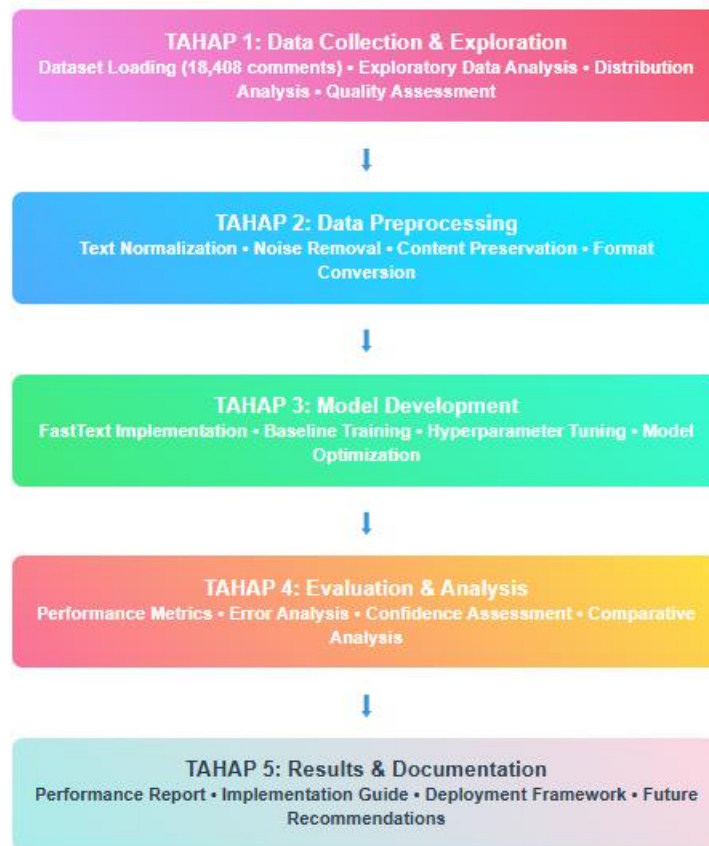 TAHAP 1: Data Collection & Exploration
Dataset Loading (18,408 comments) • Exploratory Data Analysis • Distribution
Analysis • Quality Assessment
TAHAP 2: Data Preprocessing
Text Normalization • Noise Removal • Content Preservation • Format
Conversion
TAHAP 3: Model Development
FastText Implementation • Baseline Training • Hyperparameter Tuning • Model
Optimization
TAHAP 4: Evaluation & Analysis
Performance Metrics • Error Analysis • Confidence Assessment • Comparative
Analysis
TAHAP 5: Results & Documentation
Performance Report • Implementation Guide • Deployment Framework • Future
Recommendations